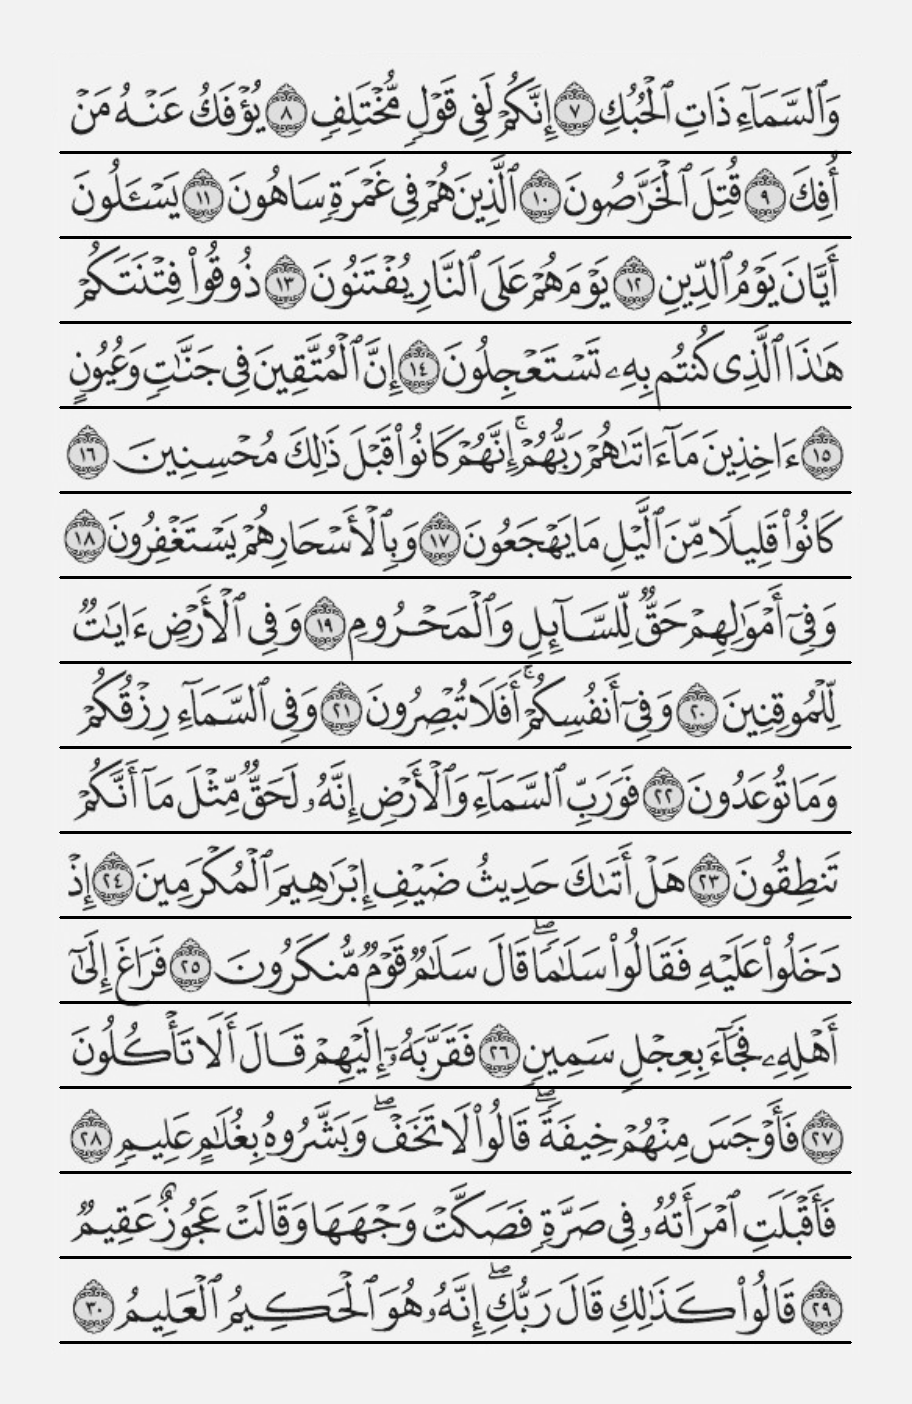 وَٱلسَّمَآءِ ذَاتِ ٱلۡحُبُكِ ٧ إِنَّكُمۡ لَفِي قَوۡلٖ مُّخۡتَلِفٖ ٨ يُؤۡفَكُ عَنۡهُ مَنۡ
أُفِكَ ٩ قُتِلَ ٱلۡخَرَّٰصُونَ ١٠ ٱلَّذِينَ هُمۡ فِي غَمۡرَةٖ سَاهُونَ ١١ يَسۡـَٔلُونَ
أَيَّانَ يَوۡمُ ٱلدِّينِ ١٢ يَوۡمَ هُمۡ عَلَى ٱلنَّارِ يُفۡتَنُونَ ١٣ ذُوقُواْ فِتۡنَتَكُمۡ
هَٰذَا ٱلَّذِي كُنتُم بِهِۦ تَسۡتَعۡجِلُونَ ١٤ إِنَّ ٱلۡمُتَّقِينَ فِي جَنَّٰتٖ وَعُيُونٍ
١٥ ءَاخِذِينَ مَآ ءَاتَىٰهُمۡ رَبُّهُمۡۚ إِنَّهُمۡ كَانُواْ قَبۡلَ ذَٰلِكَ مُحۡسِنِينَ ١٦
كَانُواْ قَلِيلٗا مِّنَ ٱلَّيۡلِ مَا يَهۡجَعُونَ ١٧ وَبِٱلۡأَسۡحَارِ هُمۡ يَسۡتَغۡفِرُونَ ١٨
وَفِيٓ أَمۡوَٰلِهِمۡ حَقّٞ لِّلسَّآئِلِ وَٱلۡمَحۡرُومِ ١٩ وَفِي ٱلۡأَرۡضِ ءَايَٰتٞ
لِّلۡمُوقِنِينَ ٢٠ وَفِيٓ أَنفُسِكُمۡۚ أَفَلَا تُبۡصِرُونَ ٢١ وَفِي ٱلسَّمَآءِ رِزۡقُكُمۡ
وَمَا تُوعَدُونَ ٢٢ فَوَرَبِّ ٱلسَّمَآءِ وَٱلۡأَرۡضِ إِنَّهُۥ لَحَقّٞ مِّثۡلَ مَآ أَنَّكُمۡ
تَنطِقُونَ ٢٣ هَلۡ أَتَىٰكَ حَدِيثُ ضَيۡفِ إِبۡرَٰهِيمَ ٱلۡمُكۡرَمِينَ ٢٤ إِذۡ
دَخَلُواْ عَلَيۡهِ فَقَالُواْ سَلَٰمٗاۖ قَالَ سَلَٰمٞ قَوۡمٞ مُّنكَرُونَ ٢٥ فَرَاغَ إِلَىٰٓ
أَهۡلِهِۦ فَجَآءَ بِعِجۡلٖ سَمِينٖ ٢٦ فَقَرَّبَهُۥٓ إِلَيۡهِمۡ قَالَ أَلَا تَأۡكُلُونَ
٢٧ فَأَوۡجَسَ مِنۡهُمۡ خِيفَةٗۖ قَالُواْ لَا تَخَفۡۖ وَبَشَّرُوهُ بِغُلَٰمٍ عَلِيمٖ ٢٨
فَأَقۡبَلَتِ ٱمۡرَأَتُهُۥ فِي صَرَّةٖ فَصَكَّتۡ وَجۡهَهَا وَقَالَتۡ عَجُوزٌ عَقِيمٞ
٢٩ قَالُواْ كَذَٰلِكِ قَالَ رَبُّكِۖ إِنَّهُۥ هُوَ ٱلۡحَكِيمُ ٱلۡعَلِيمُ ٣٠